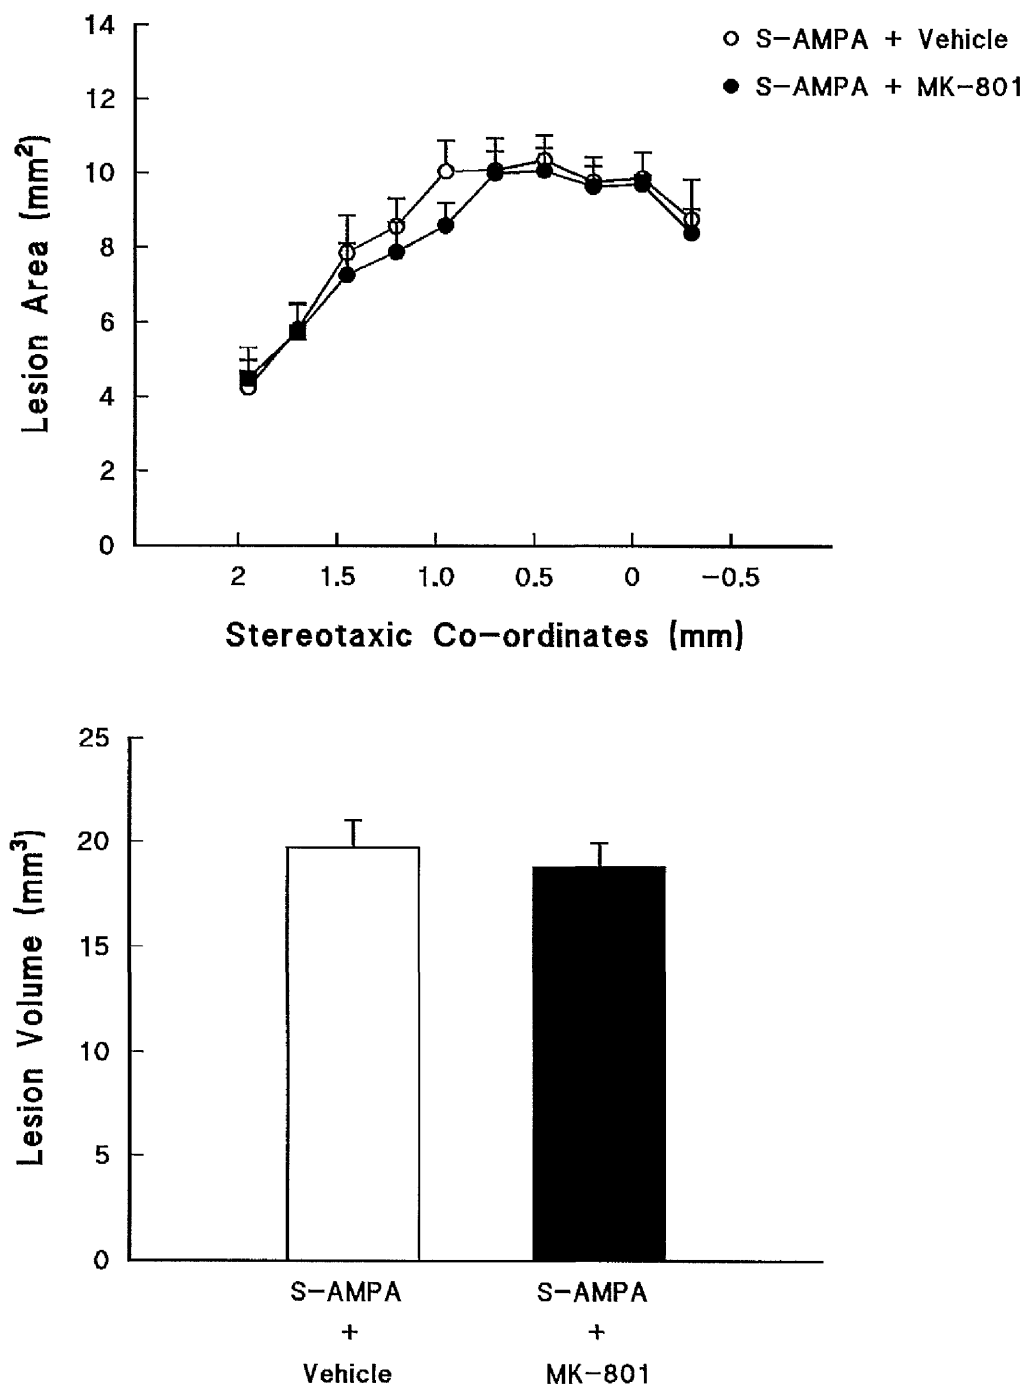 14
12
10
8
6
4
2
0
Lesion Area (mm²)
S-AMPA + Vehicle
S-AMPA + MK-801
2 1.5 1.0 0.5 0 -0.5
Stereotaxic Co-ordinates (mm)
25
20
15
10
5
0
Lesion Volume (mm³)
S-AMPA S-AMPA
+ +
Vehicle MK-801